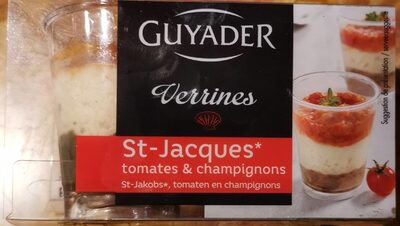 GUYADER
Verrines
St-Jacques*
tomates & champignons
St-Jakobs*, tomaten en champignons
Suggestion de présentation /